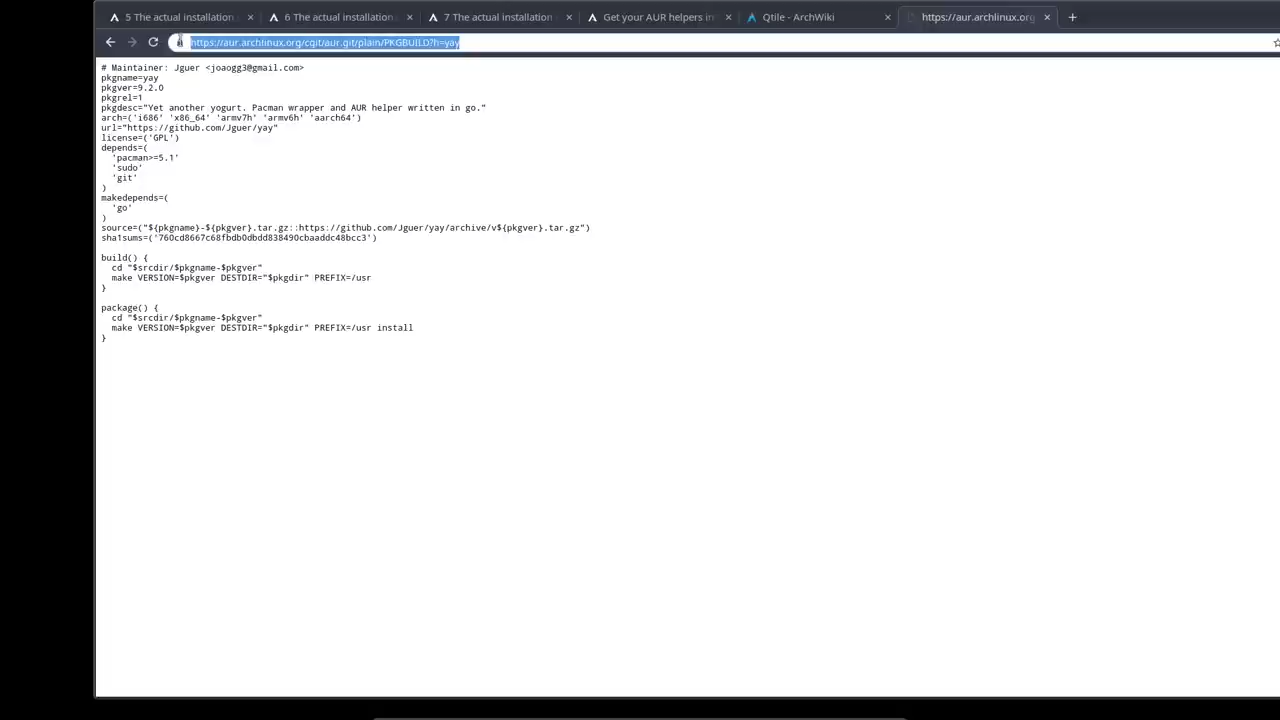 5 The actual installation
6 The actual installation
7 The actual installation
Get your AUR helpers in
Qtile - ArchWiki
https://aur.archlinux.org
https://aur.archlinux.org/cgit/aur.git/plain/PKGBUILD?h=yay
# Maintainer: Jguer <joaogg3@gmail.com>
pkgname=yay
pkgver=9.2.0
pkgrel=1
pkgdesc="Yet another yogurt. Pacman wrapper and AUR helper written in go."
arch=('i686' 'x86_64' 'armv7h' 'armv6h' 'aarch64')
url="https://github.com/Jguer/yay"
license=('GPL')
depends=(
  'pacman>=5.1'
  'sudo'
  'git'
)
makedepends=(
  'go'
)
source=("${pkgname}-${pkgver}.tar.gz::https://github.com/Jguer/yay/archive/v${pkgver}.tar.gz")
sha1sums=('760cd8667c68fbdb0dbdd838490cbaaddc48bcc3')
build() {
  cd "$srcdir/$pkgname-$pkgver"
  make VERSION=$pkgver DESTDIR="$pkgdir" PREFIX=/usr
}
package() {
  cd "$srcdir/$pkgname-$pkgver"
  make VERSION=$pkgver DESTDIR="$pkgdir" PREFIX=/usr install
}